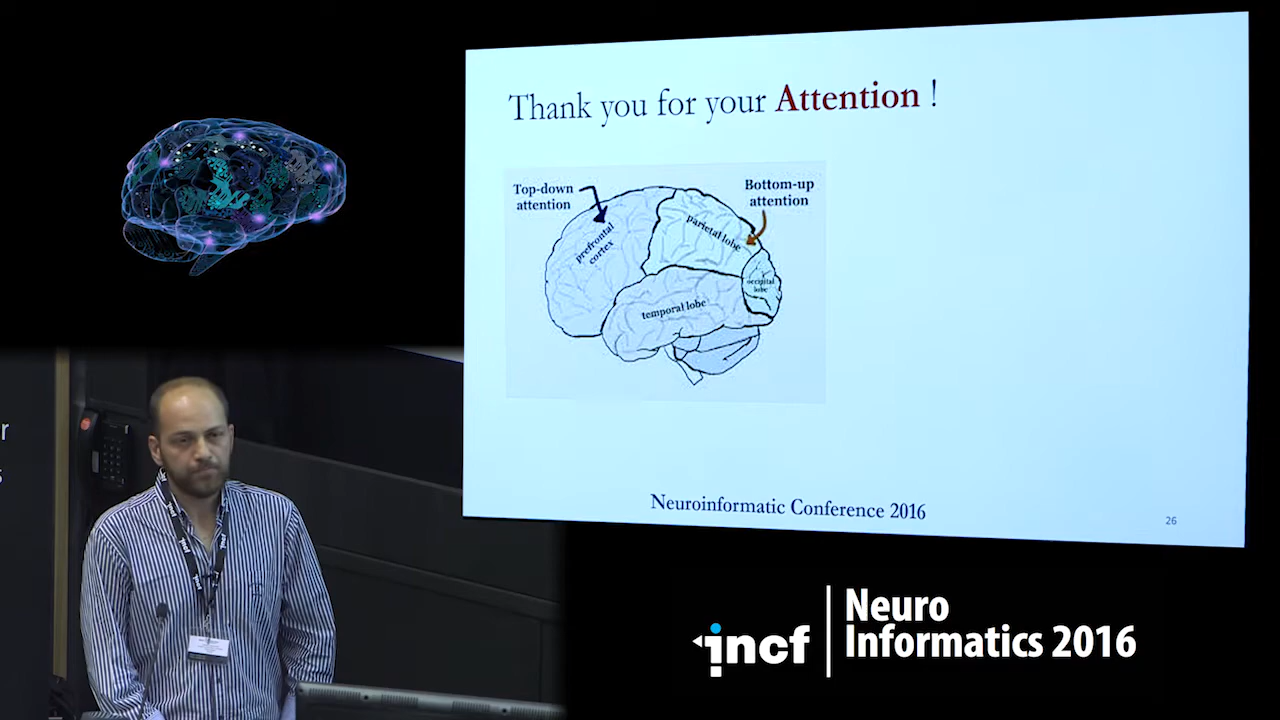 Thank you for your Attention !
Top-down
attention
Bottom-up
attention
prefrontal
cortex
parietal lobe
occipital
lobe
temporal lobe
Neuroinformatic Conference 2016
26
r
s
incf
incf
Neuro
Informatics 2016